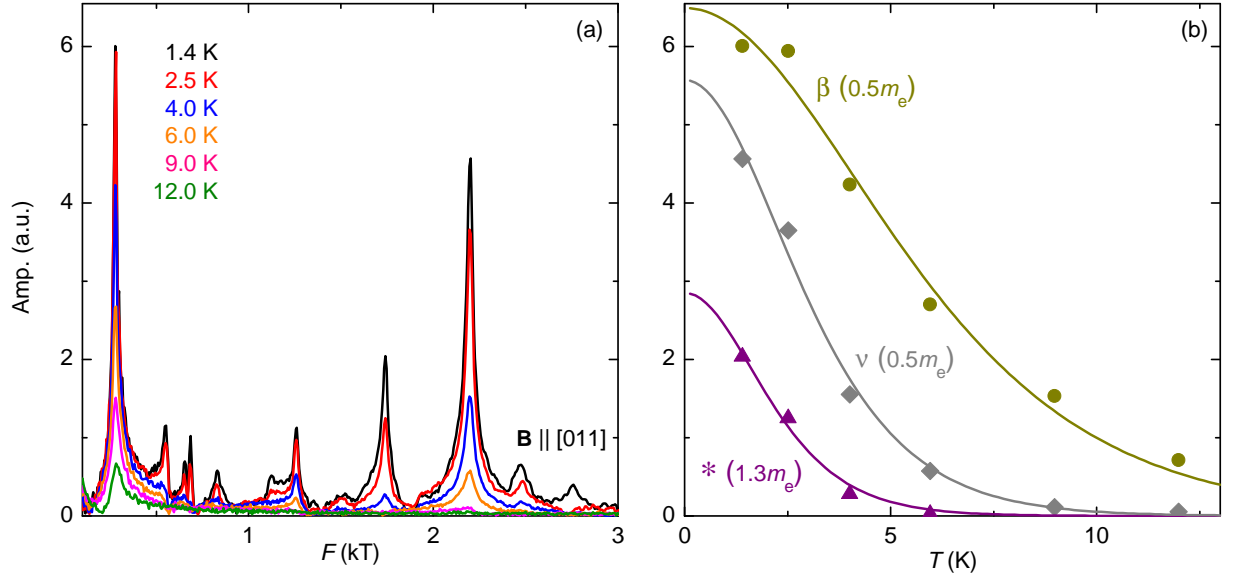 (a)
6
4
2
0
Amp. (a.u.)
1.4 K
2.5 K
4.0 K
6.0 K
9.0 K
12.0 K
B || [011]
1
2
3
F (kT)
(b)
6
4
2
0
β (0.5mₑ)
ν (0.5mₑ)
* (1.3mₑ)
0
5
10
T (K)